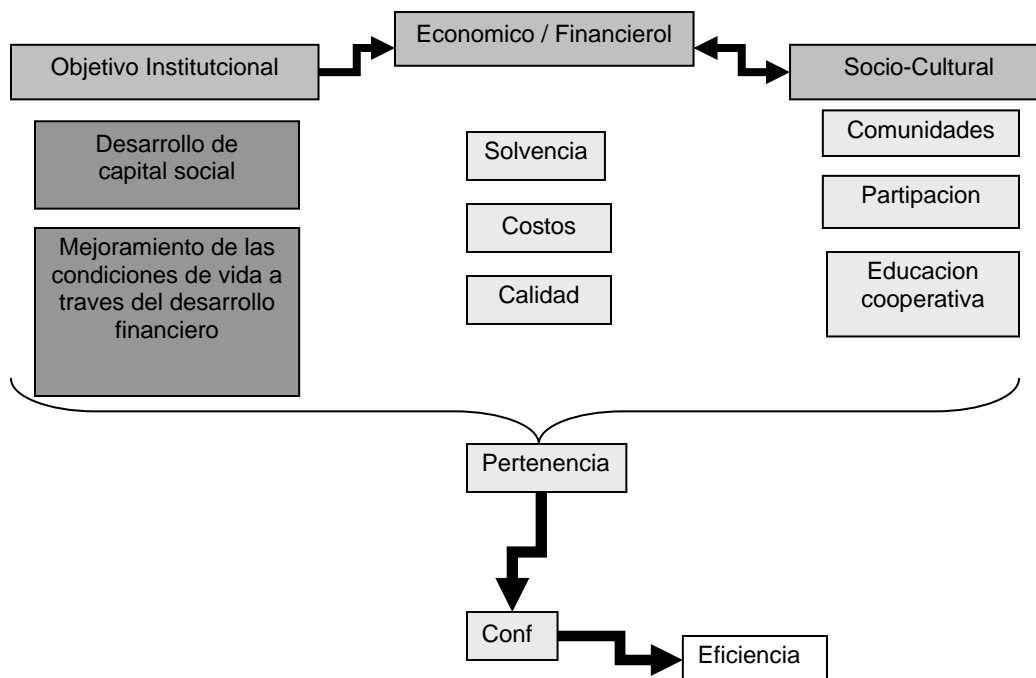 Economico / Financierol
Objetivo Institutcional
Socio-Cultural
Desarrollo de
capital social
Mejoramiento de las
condiciones de vida a
traves del desarrollo
financiero
Solvencia
Costos
Calidad
Comunidades
Partipacion
Educacion
cooperativa
Pertenencia
Conf
Eficiencia